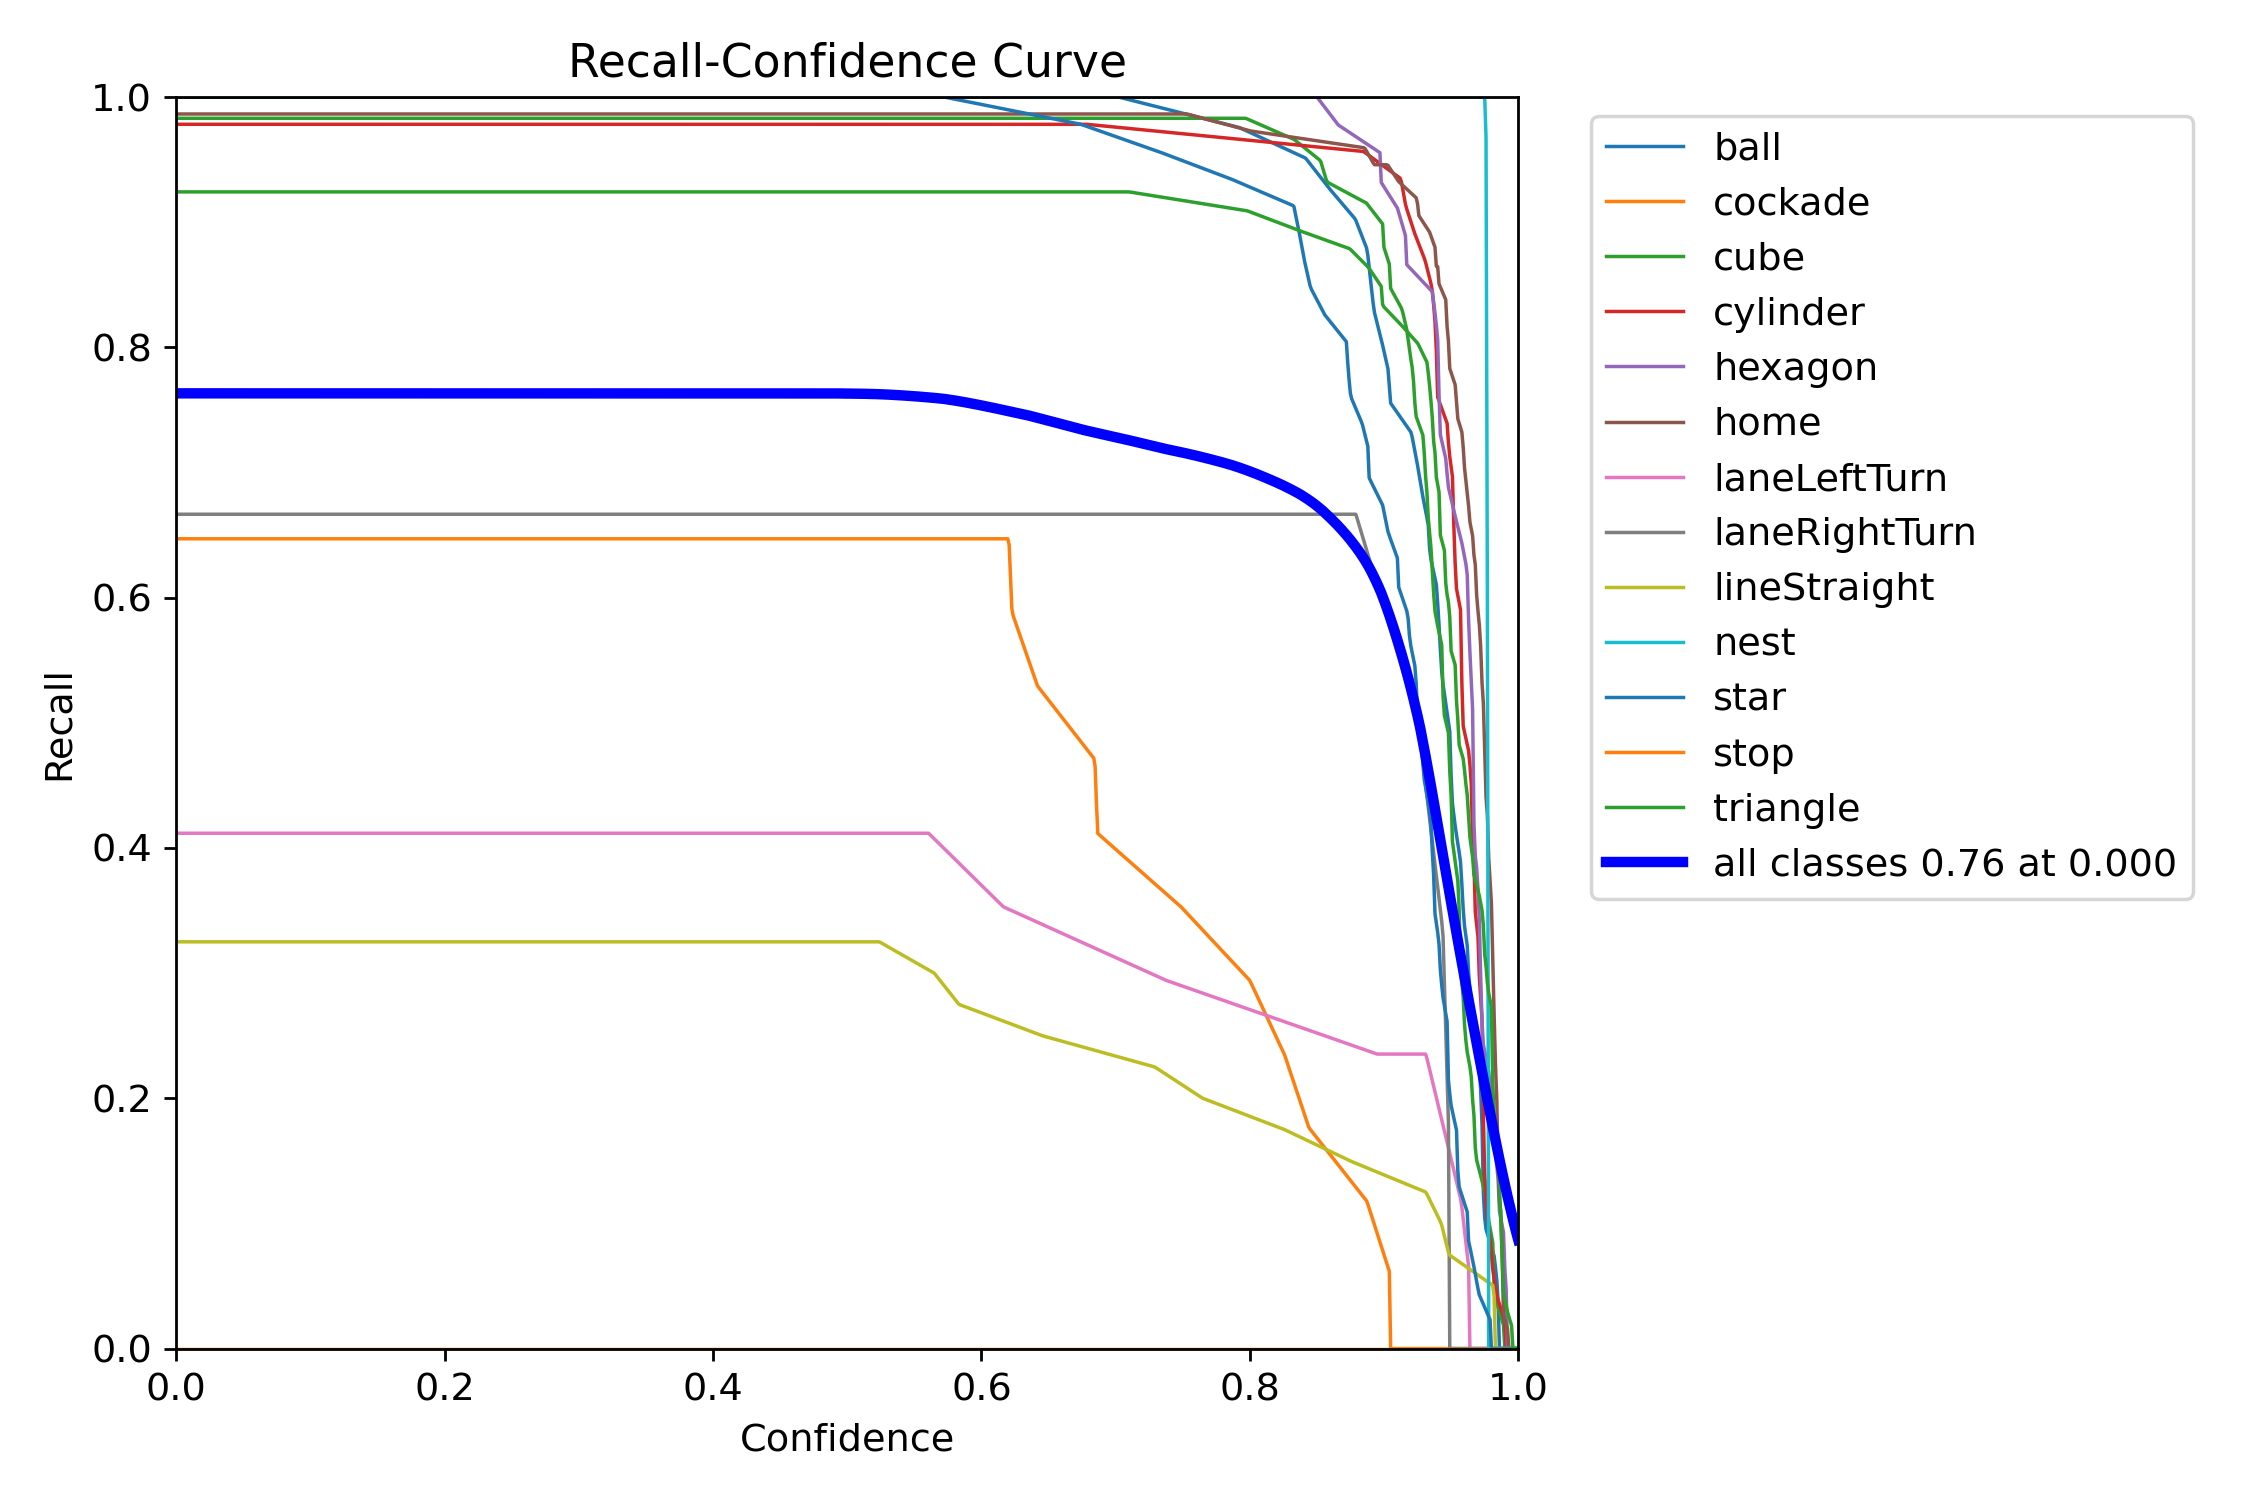 Recall-Confidence Curve
1.0
0.8
0.6
0.4
0.2
0.0
Recall
0.0 0.2 0.4 0.6 0.8 1.0
Confidence
ball
cockade
cube
cylinder
hexagon
home
laneLeftTurn
laneRightTurn
lineStraight
nest
star
stop
triangle
all classes 0.76 at 0.000